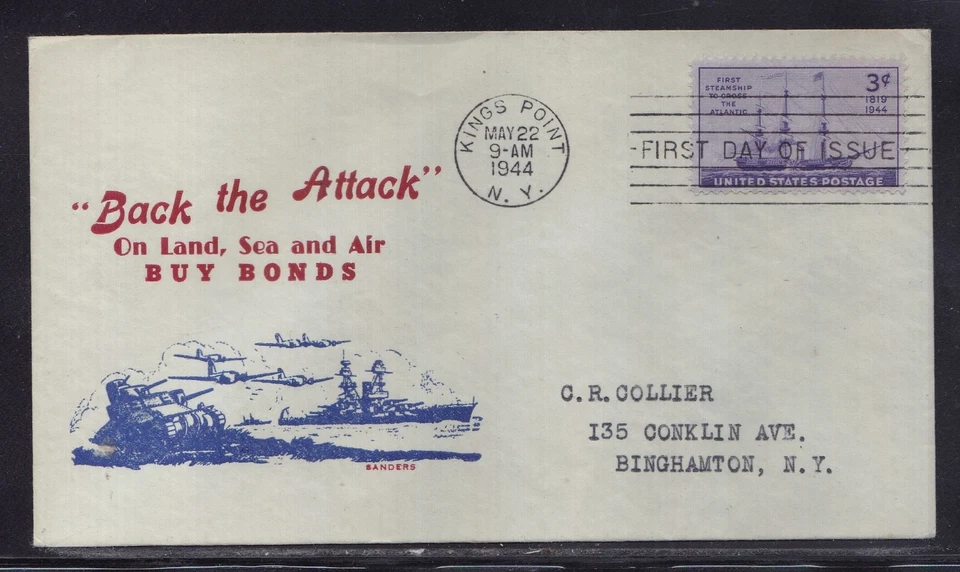 "Back the Attack"
On Land, Sea and Air
BUY BONDS
SANDERS
KINGS POINT
MAY 22
9-AM
1944
N. Y.
FIRST
STEAMSHIP
TO CROSS
THE
ATLANTIC
3¢
1819
1944
FIRST DAY OF ISSUE
UNITED STATES POSTAGE
C.R.COLLIER
135 CONKLIN AVE.
BINGHAMTON, N.Y.